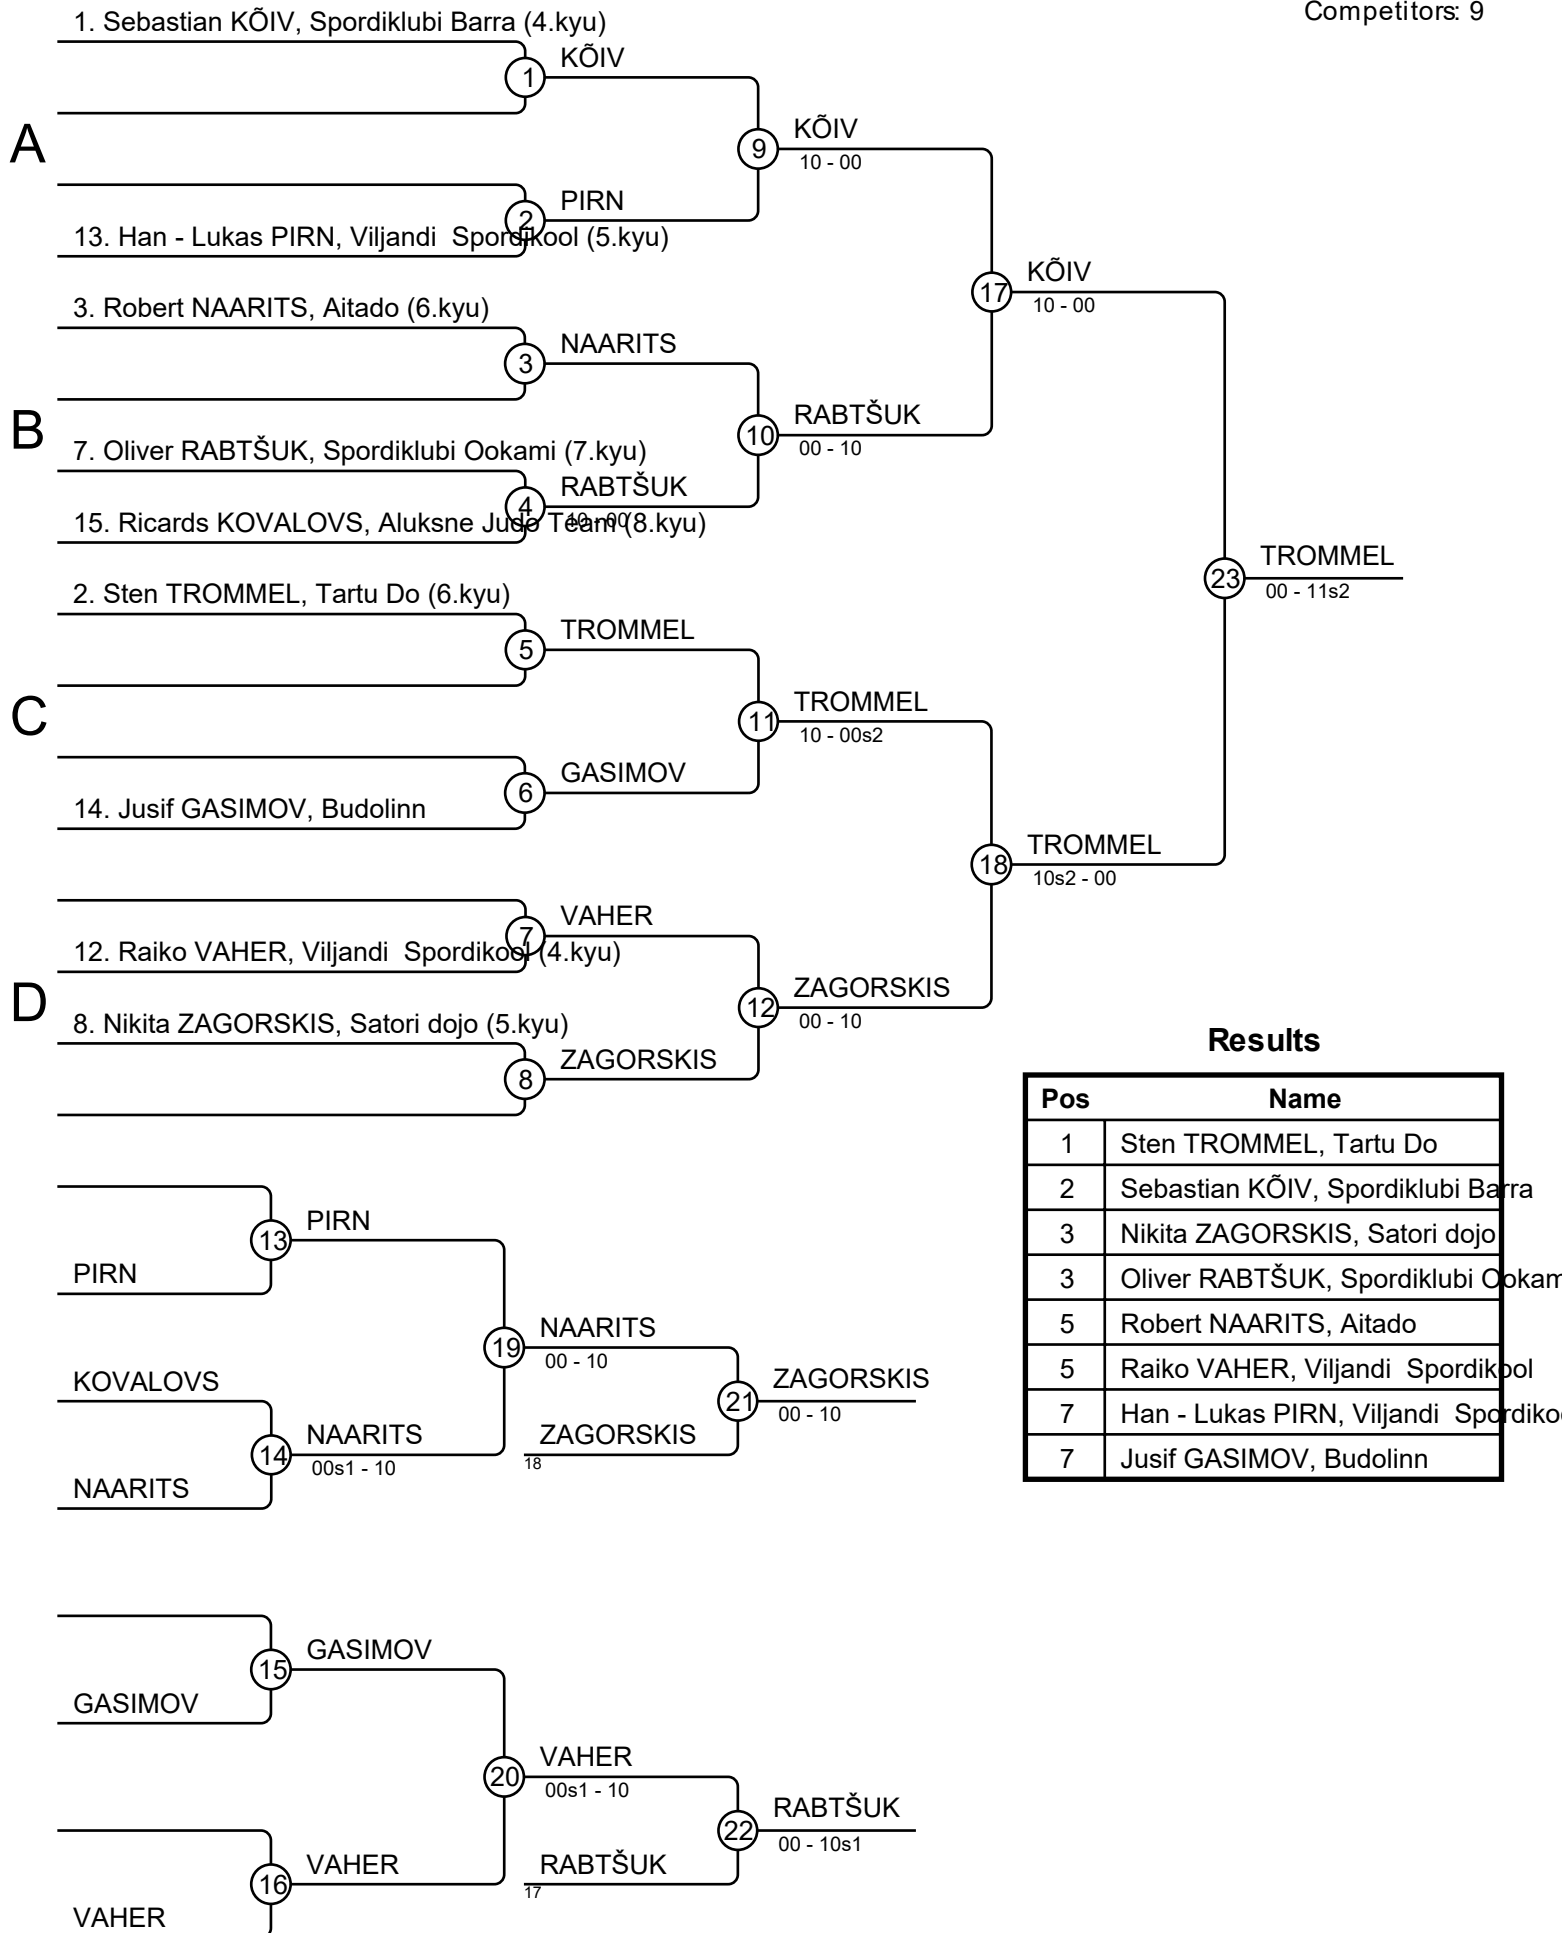 Competitors: 9
1. Sebastian KÕIV, Spordiklubi Barra (4.kyu)
1
KÕIV
A
9
KÕIV
10 - 00
2
PIRN
13. Han - Lukas PIRN, Viljandi  Spordikool (5.kyu)
17
KÕIV
10 - 00
3. Robert NAARITS, Aitado (6.kyu)
3
NAARITS
B
10
RABTŠUK
00 - 10
7. Oliver RABTŠUK, Spordiklubi Ookami (7.kyu)
4
RABTŠUK
10 - 00
15. Ricards KOVALOVS, Aluksne Judo Team (8.kyu)
23
TROMMEL
00 - 11s2
2. Sten TROMMEL, Tartu Do (6.kyu)
5
TROMMEL
C
11
TROMMEL
10 - 00s2
6
GASIMOV
14. Jusif GASIMOV, Budolinn
18
TROMMEL
10s2 - 00
7
VAHER
12. Raiko VAHER, Viljandi  Spordikool (4.kyu)
D
12
ZAGORSKIS
00 - 10
8. Nikita ZAGORSKIS, Satori dojo (5.kyu)
8
ZAGORSKIS
13
PIRN
PIRN
19
NAARITS
00 - 10
KOVALOVS
14
NAARITS
00s1 - 10
NAARITS
21
ZAGORSKIS
00 - 10
ZAGORSKIS
18
15
GASIMOV
GASIMOV
20
VAHER
00s1 - 10
16
VAHER
VAHER
22
RABTŠUK
00 - 10s1
RABTŠUK
17
Results
Pos Name
1 Sten TROMMEL, Tartu Do
2 Sebastian KÕIV, Spordiklubi Barra
3 Nikita ZAGORSKIS, Satori dojo
3 Oliver RABTŠUK, Spordiklubi Ookam
5 Robert NAARITS, Aitado
5 Raiko VAHER, Viljandi  Spordikool
7 Han - Lukas PIRN, Viljandi  Spordiko
7 Jusif GASIMOV, Budolinn